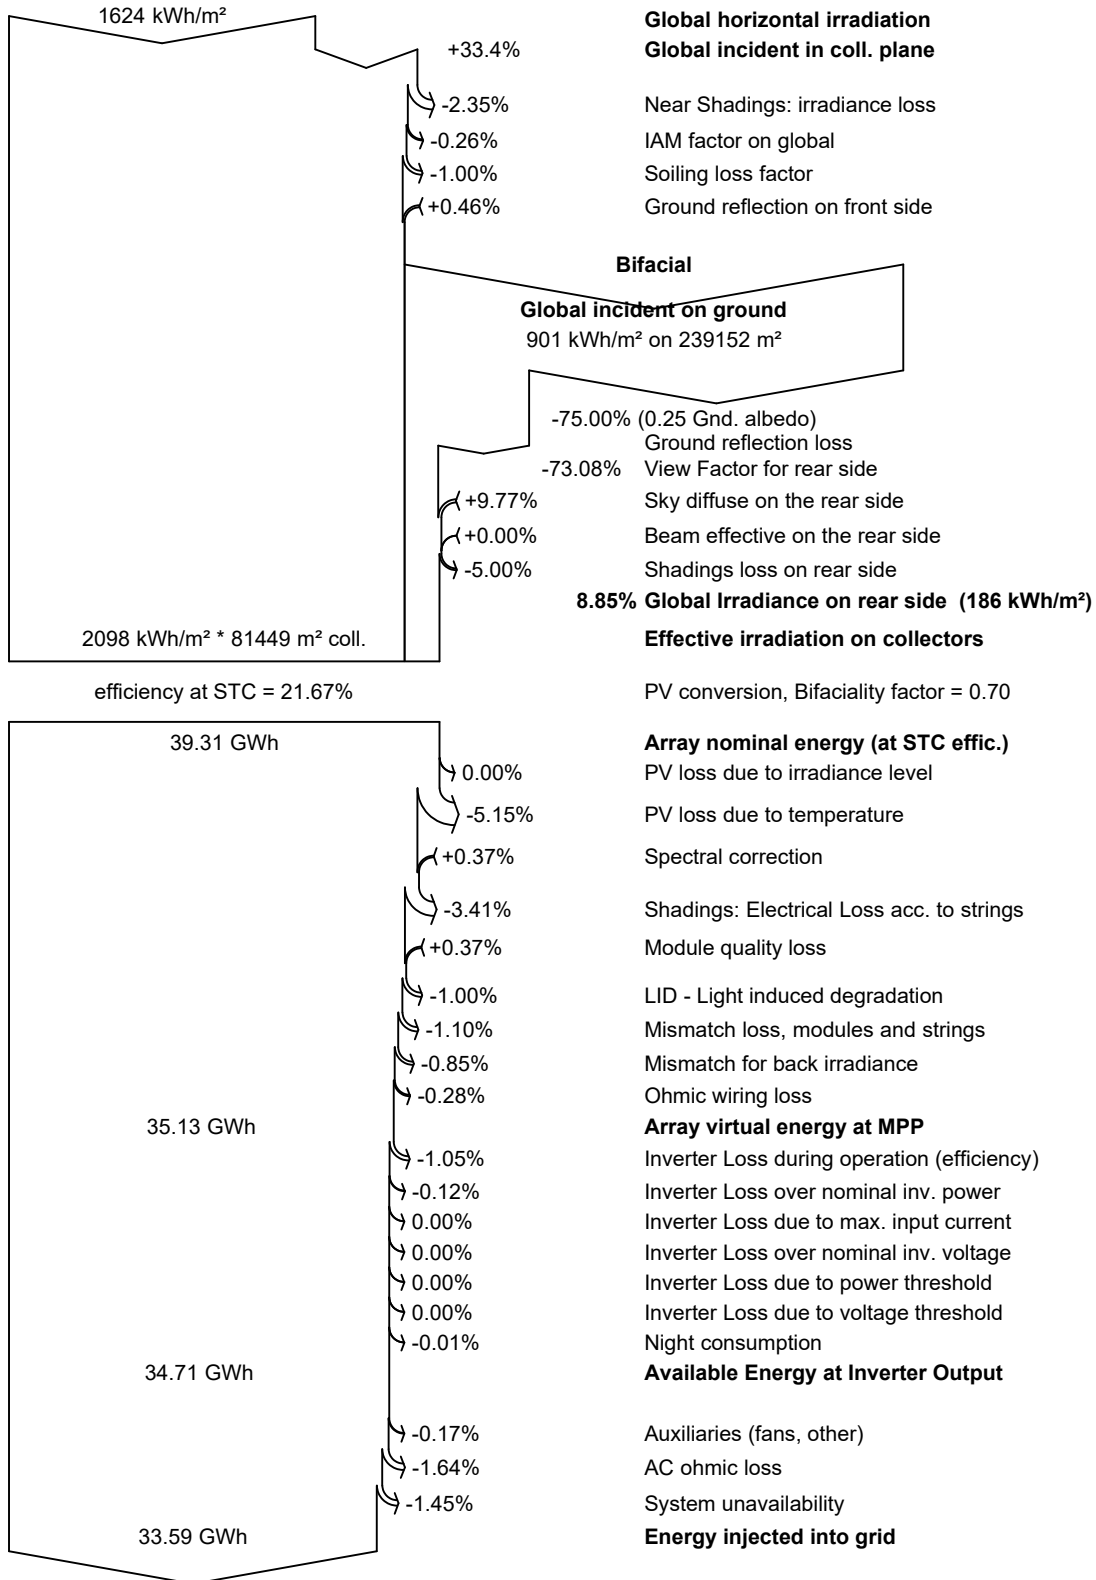 1624 kWh/m² Global horizontal irradiation
+33.4% Global incident in coll. plane
-2.35% Near Shadings: irradiance loss
-0.26% IAM factor on global
-1.00% Soiling loss factor
+0.46% Ground reflection on front side
Bifacial
Global incident on ground
901 kWh/m² on 239152 m²
-75.00% (0.25 Gnd. albedo)
Ground reflection loss
-73.08% View Factor for rear side
+9.77% Sky diffuse on the rear side
+0.00% Beam effective on the rear side
-5.00% Shadings loss on rear side
8.85% Global Irradiance on rear side (186 kWh/m²)
2098 kWh/m² * 81449 m² coll. Effective irradiation on collectors
efficiency at STC = 21.67% PV conversion, Bifaciality factor = 0.70
39.31 GWh Array nominal energy (at STC effic.)
0.00% PV loss due to irradiance level
-5.15% PV loss due to temperature
+0.37% Spectral correction
-3.41% Shadings: Electrical Loss acc. to strings
+0.37% Module quality loss
-1.00% LID - Light induced degradation
-1.10% Mismatch loss, modules and strings
-0.85% Mismatch for back irradiance
-0.28% Ohmic wiring loss
35.13 GWh Array virtual energy at MPP
-1.05% Inverter Loss during operation (efficiency)
-0.12% Inverter Loss over nominal inv. power
0.00% Inverter Loss due to max. input current
0.00% Inverter Loss over nominal inv. voltage
0.00% Inverter Loss due to power threshold
0.00% Inverter Loss due to voltage threshold
-0.01% Night consumption
34.71 GWh Available Energy at Inverter Output
-0.17% Auxiliaries (fans, other)
-1.64% AC ohmic loss
-1.45% System unavailability
33.59 GWh Energy injected into grid